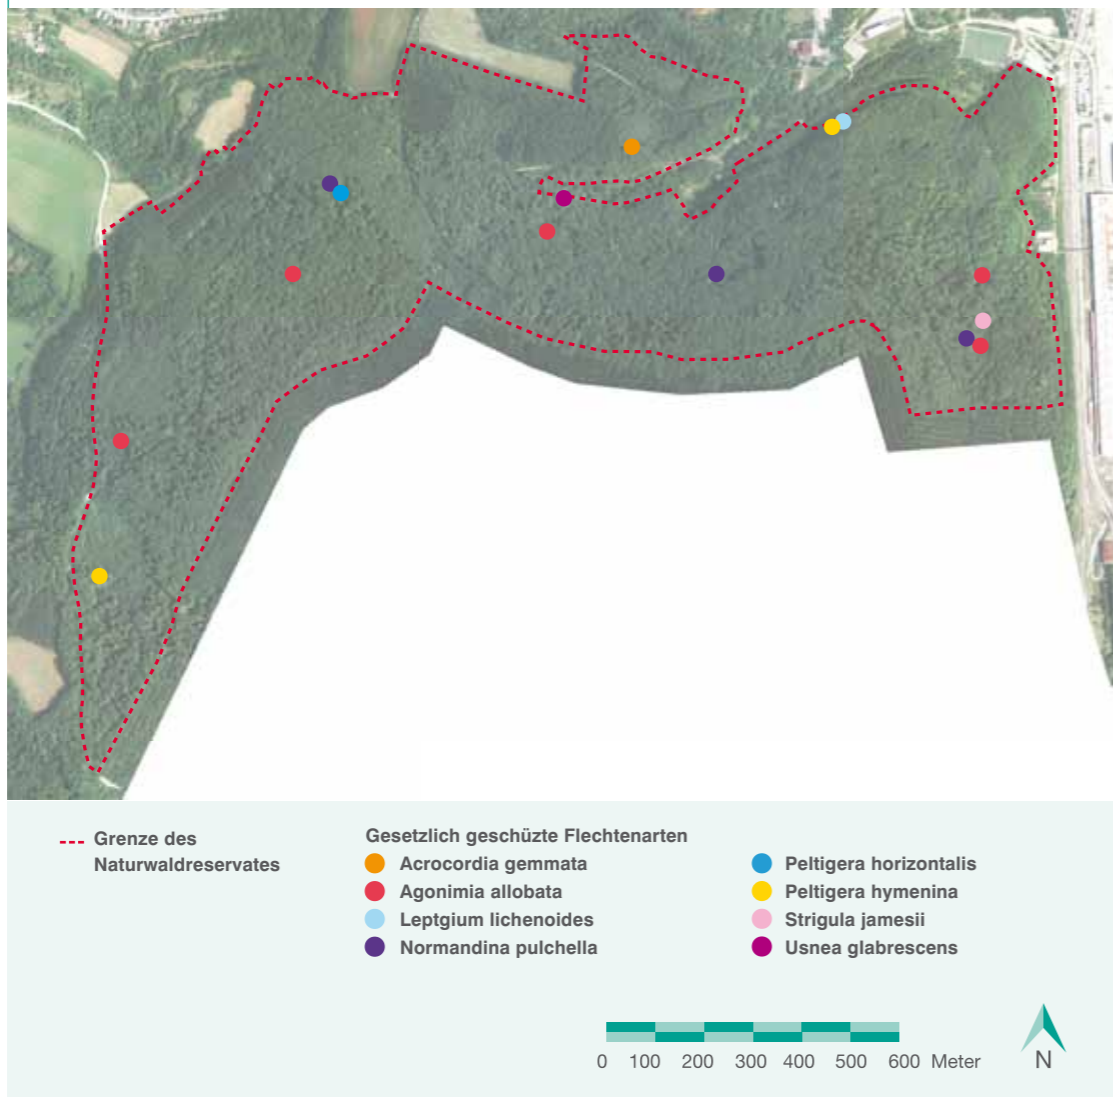 Grenze des
Naturwaldreservates
Gesetzlich geschüzte Flechtenarten
Acrocordia gemmata
Agonimia allobata
Leptgium lichenoides
Normandina pulchella
Peltigera horizontalis
Peltigera hymenina
Strigula jamesii
Usnea glabrescens
0 100 200 300 400 500 600 Meter
N